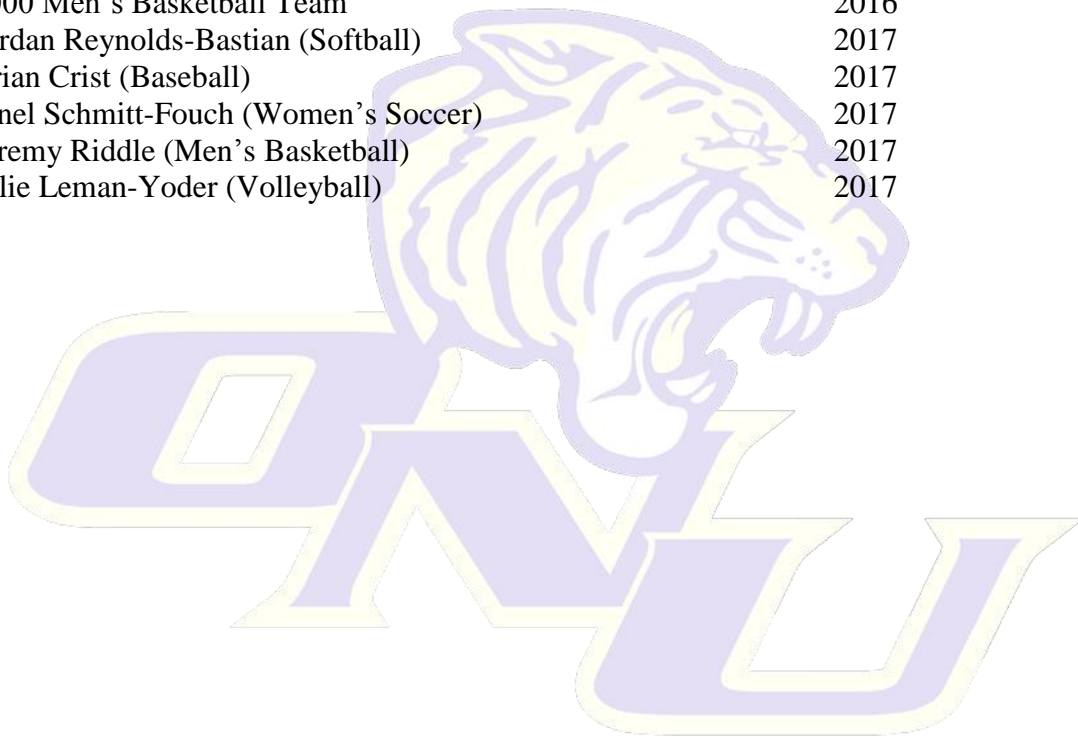 000 Men’s Basketball Team 2016
rdan Reynolds-Bastian (Softball) 2017
rian Crist (Baseball) 2017
nel Schmitt-Fouch (Women’s Soccer) 2017
remy Riddle (Men’s Basketball) 2017
lie Leman-Yoder (Volleyball) 2017
ONU